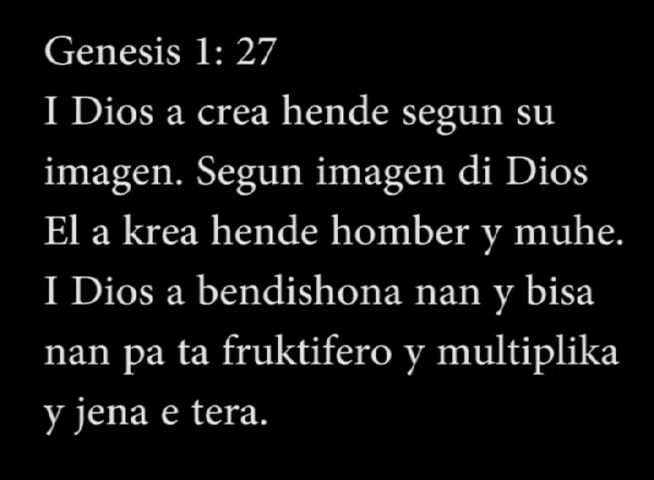 Genesis 1: 27
I Dios a crea hende segun su
imagen. Segun imagen di Dios
El a krea hende homber y muhe.
I Dios a bendishona nan y bisa
nan pa ta fruktifero y multiplika
y jena e tera.